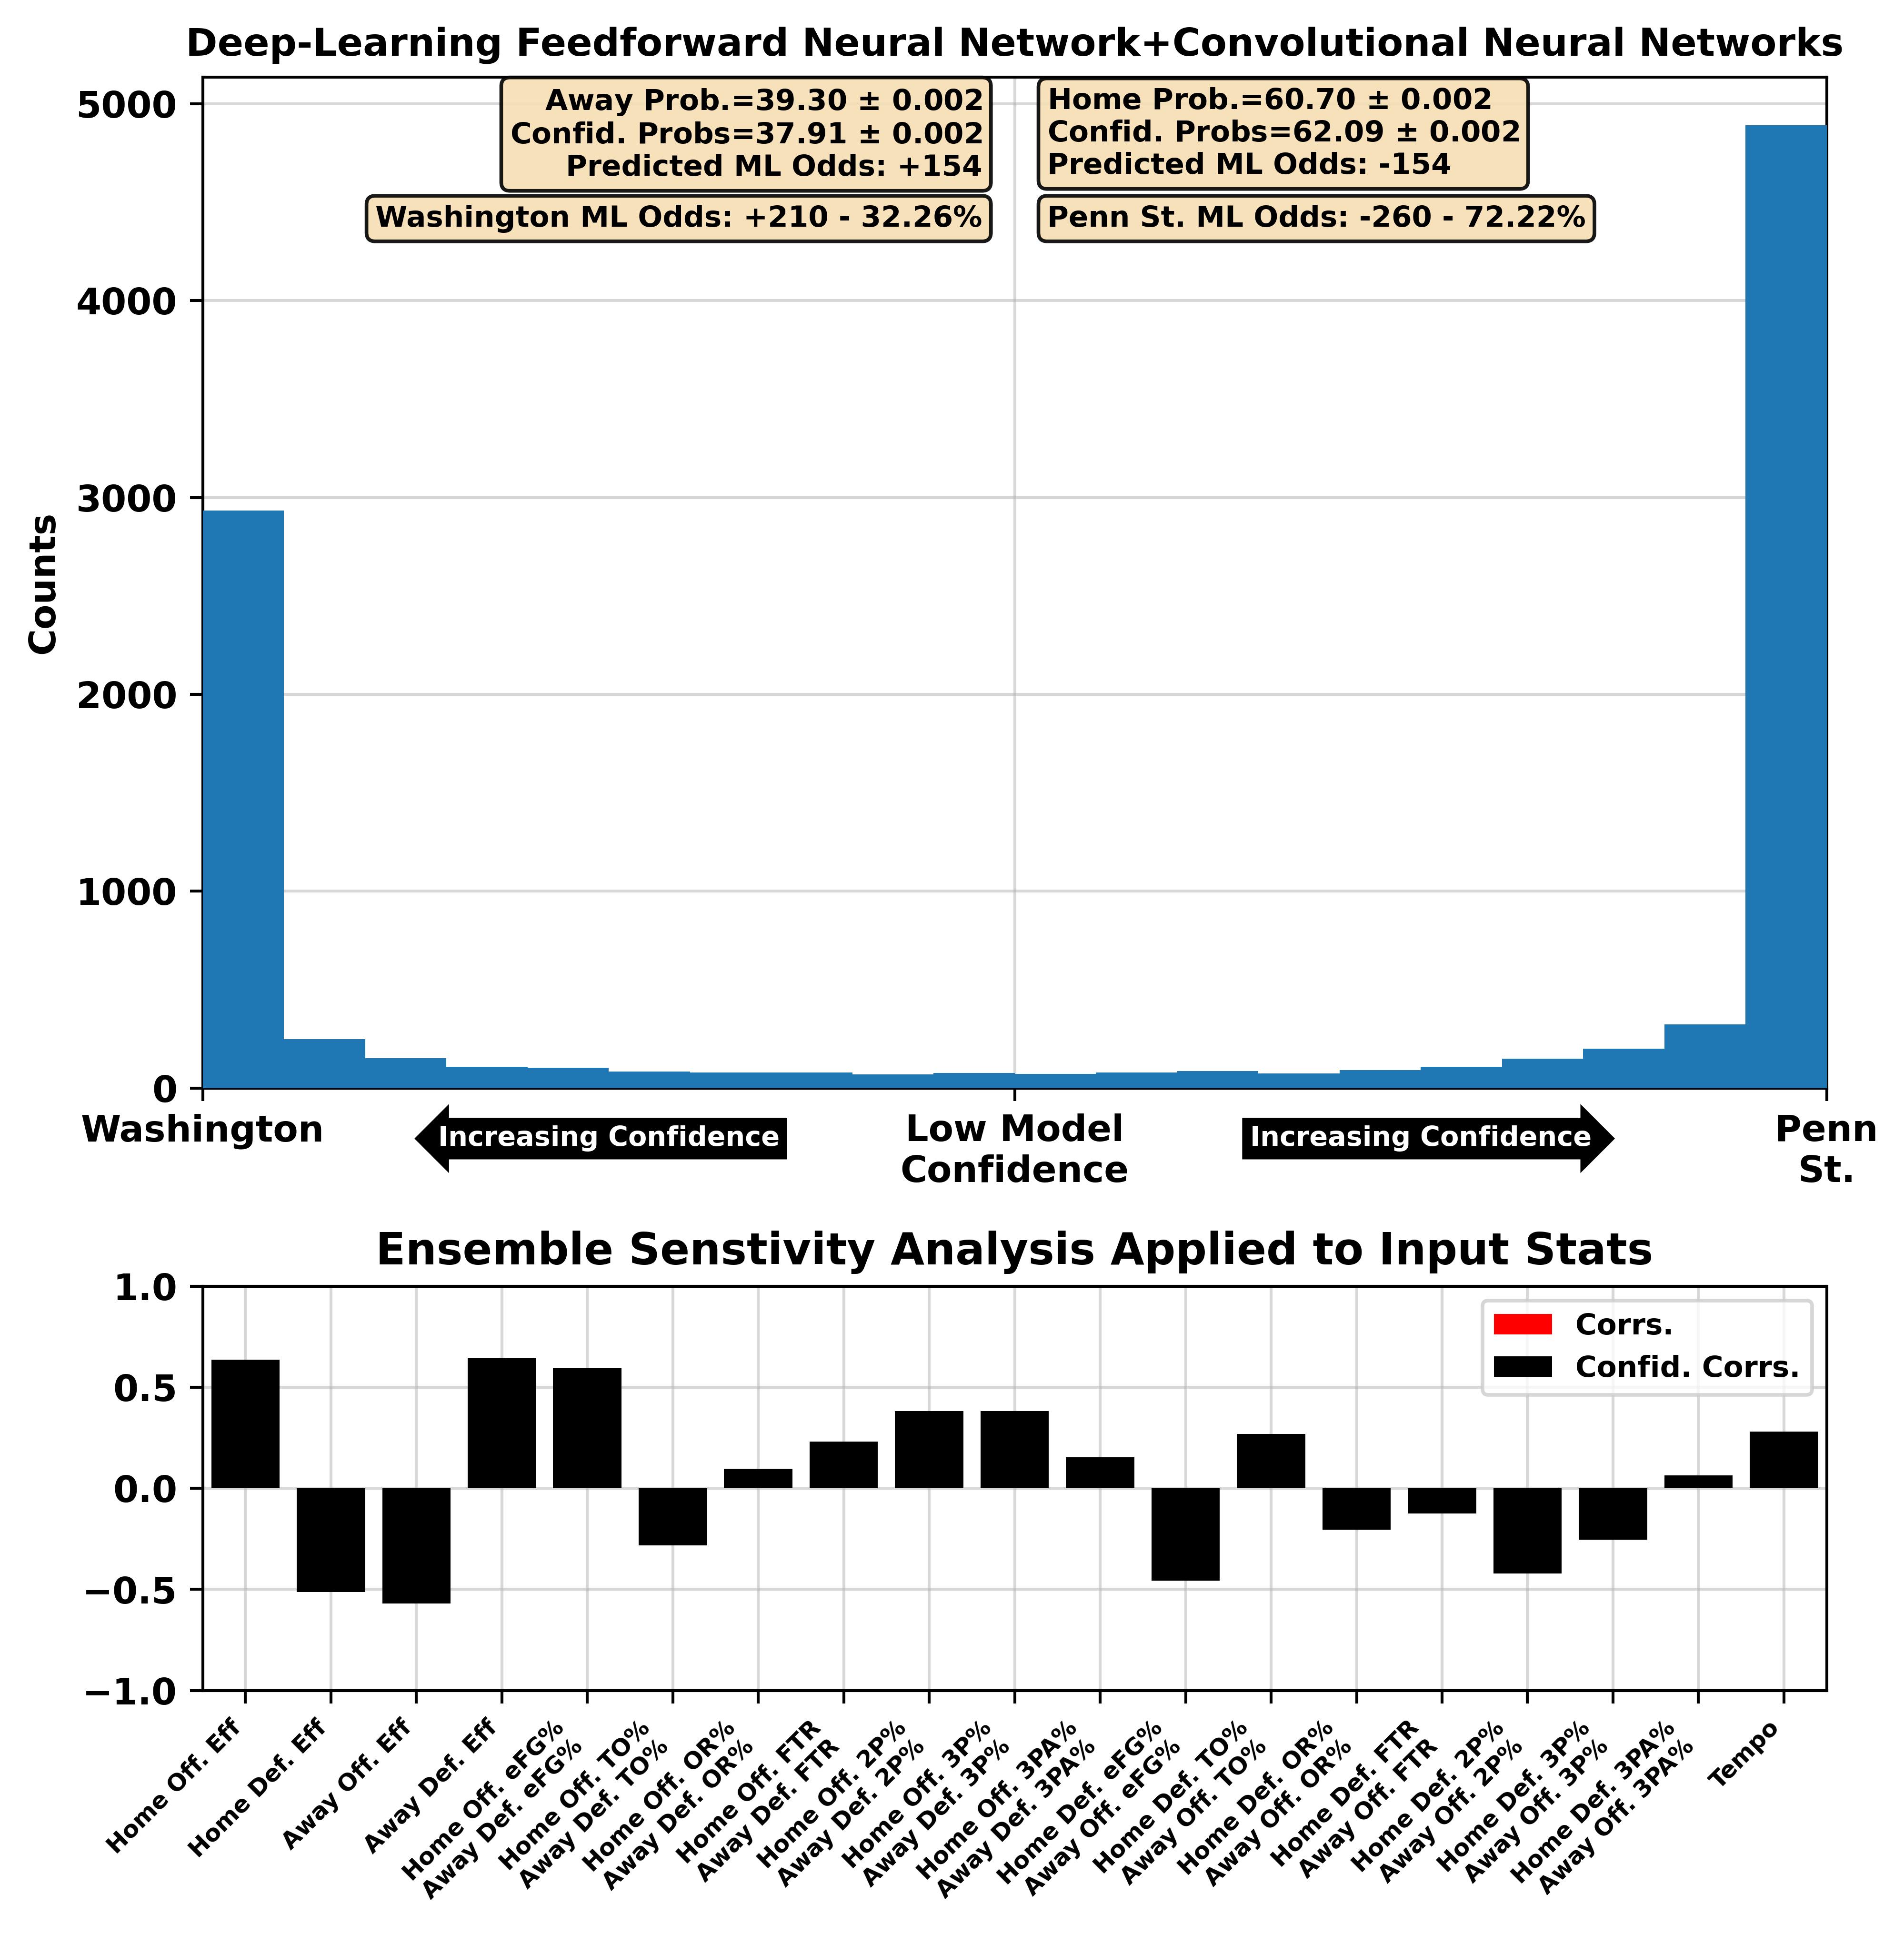 Deep-Learning Feedforward Neural Network+Convolutional Neural Networks
Away Prob.=39.30 ± 0.002
Confid. Probs=37.91 ± 0.002
Predicted ML Odds: +154
Home Prob.=60.70 ± 0.002
Confid. Probs=62.09 ± 0.002
Predicted ML Odds: -154
Washington ML Odds: +210 - 32.26%
Penn St. ML Odds: -260 - 72.22%
Counts
5000
4000
3000
2000
1000
0
Washington
Increasing Confidence
Low Model
Confidence
Increasing Confidence
Penn
St.
Ensemble Senstivity Analysis Applied to Input Stats
1.0
0.5
0.0
−0.5
−1.0
Corrs.
Confid. Corrs.
Home Off. Eff
Home Def. Eff
Away Off. Eff
Away Def. Eff
Home Off. eFG%
Away Def. eFG%
Home Off. TO%
Away Def. TO%
Home Off. OR%
Away Def. OR%
Home Off. FTR
Away Def. FTR
Home Off. 2P%
Away Def. 2P%
Home Off. 3P%
Away Def. 3P%
Home Off. 3PA%
Away Def. 3PA%
Home Def. eFG%
Away Off. eFG%
Home Def. TO%
Away Off. TO%
Home Def. OR%
Away Off. OR%
Home Def. FTR
Away Off. FTR
Home Def. 2P%
Away Off. 2P%
Home Def. 3P%
Away Off. 3P%
Home Def. 3PA%
Away Off. 3PA%
Tempo